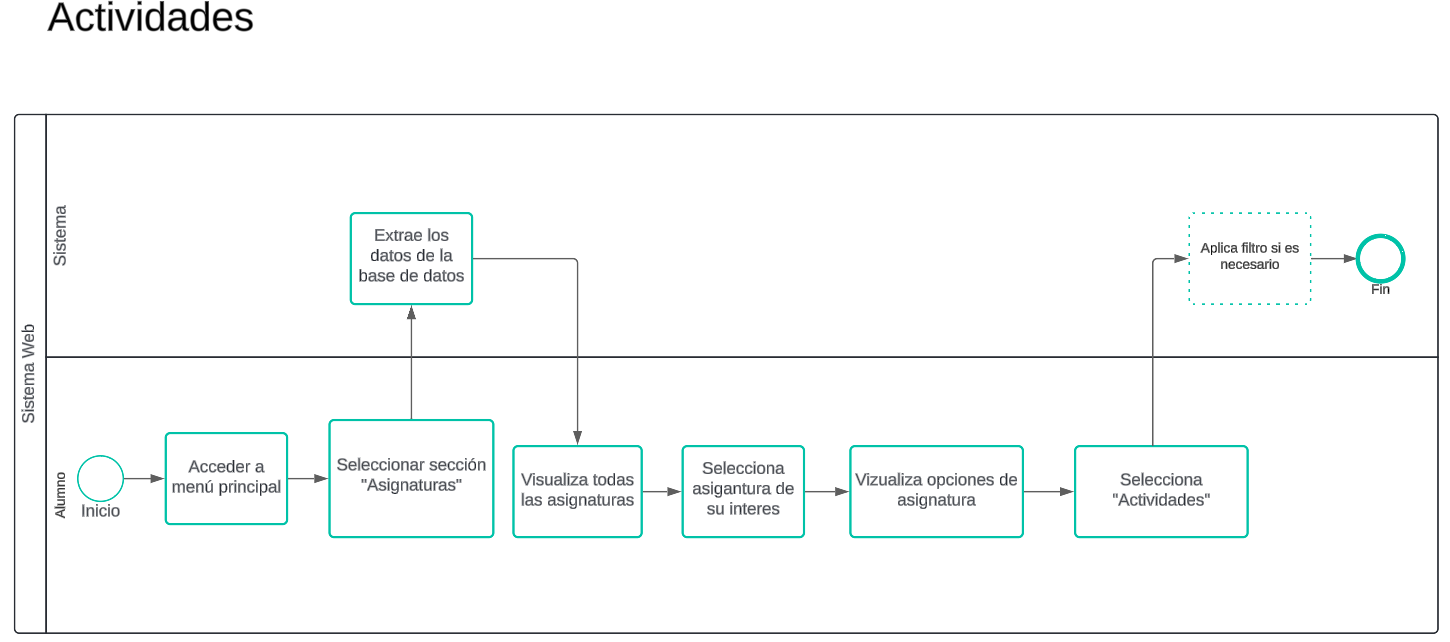 Actividades
Sistema Web
Sistema
Extrae los
datos de la
base de datos
Aplica filtro si es
necesario
Fin
Alumno
Inicio
Acceder a
menú principal
Seleccionar sección
"Asignaturas"
Visualiza todas
las asignaturas
Selecciona
asigantura de
su interes
Vizualiza opciones de
asignatura
Selecciona
"Actividades"